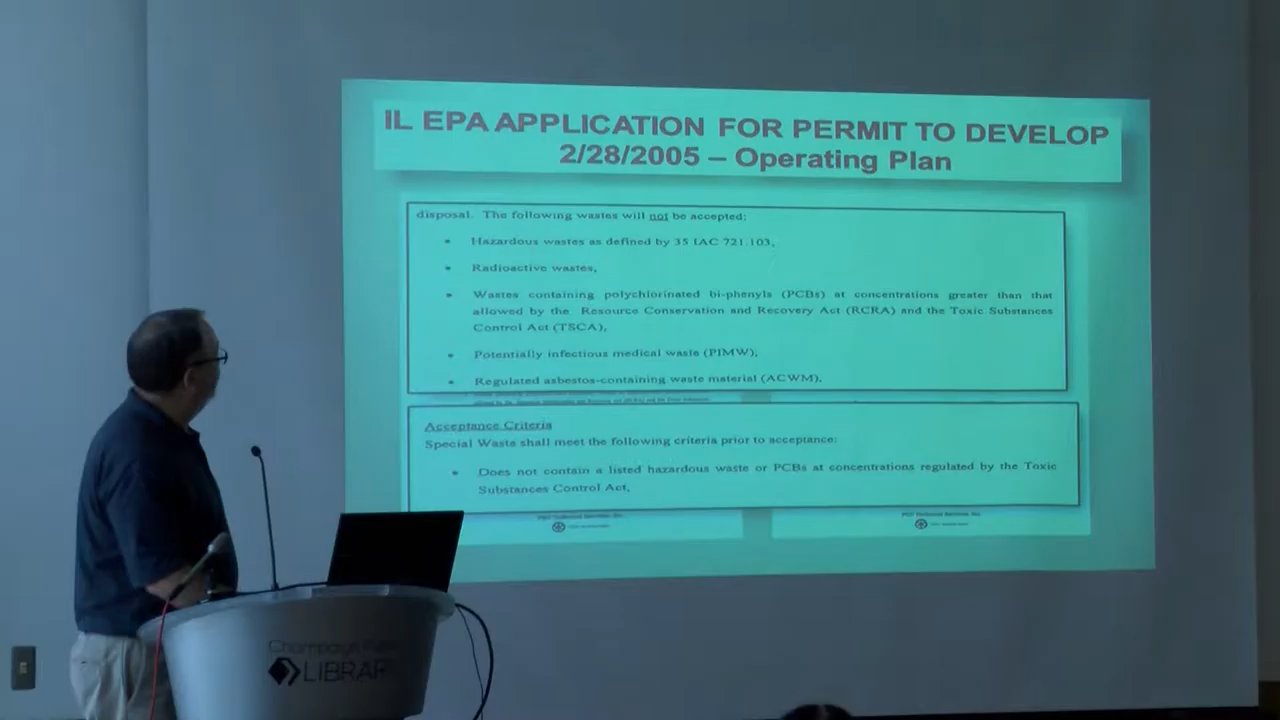 IL EPA APPLICATION FOR PERMIT TO DEVELOP
2/28/2005 – Operating Plan
disposal. The following wastes will not be accepted:
• Hazardous wastes as defined by 35 IAC 721.103,
• Radioactive wastes,
• Wastes containing polychlorinated bi-phenyls (PCBs) at concentrations greater than that
allowed by the Resource Conservation and Recovery Act (RCRA) and the Toxic Substances
Control Act (TSCA),
• Potentially infectious medical waste (PIMW),
• Regulated asbestos-containing waste material (ACWM),
Acceptance Criteria
Special Waste shall meet the following criteria prior to acceptance:
• Does not contain a listed hazardous waste or PCBs at concentrations regulated by the Toxic
Substances Control Act,
Champaign Public
LIBRARY